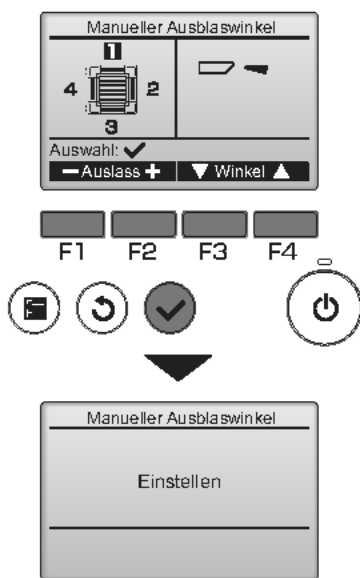 Manueller Ausblaswinkel
1
4 2
3
Auswahl: ✔
− Auslass + ▼ Winkel ▲
F1 F2 F3 F4
Manueller Ausblaswinkel
Einstellen